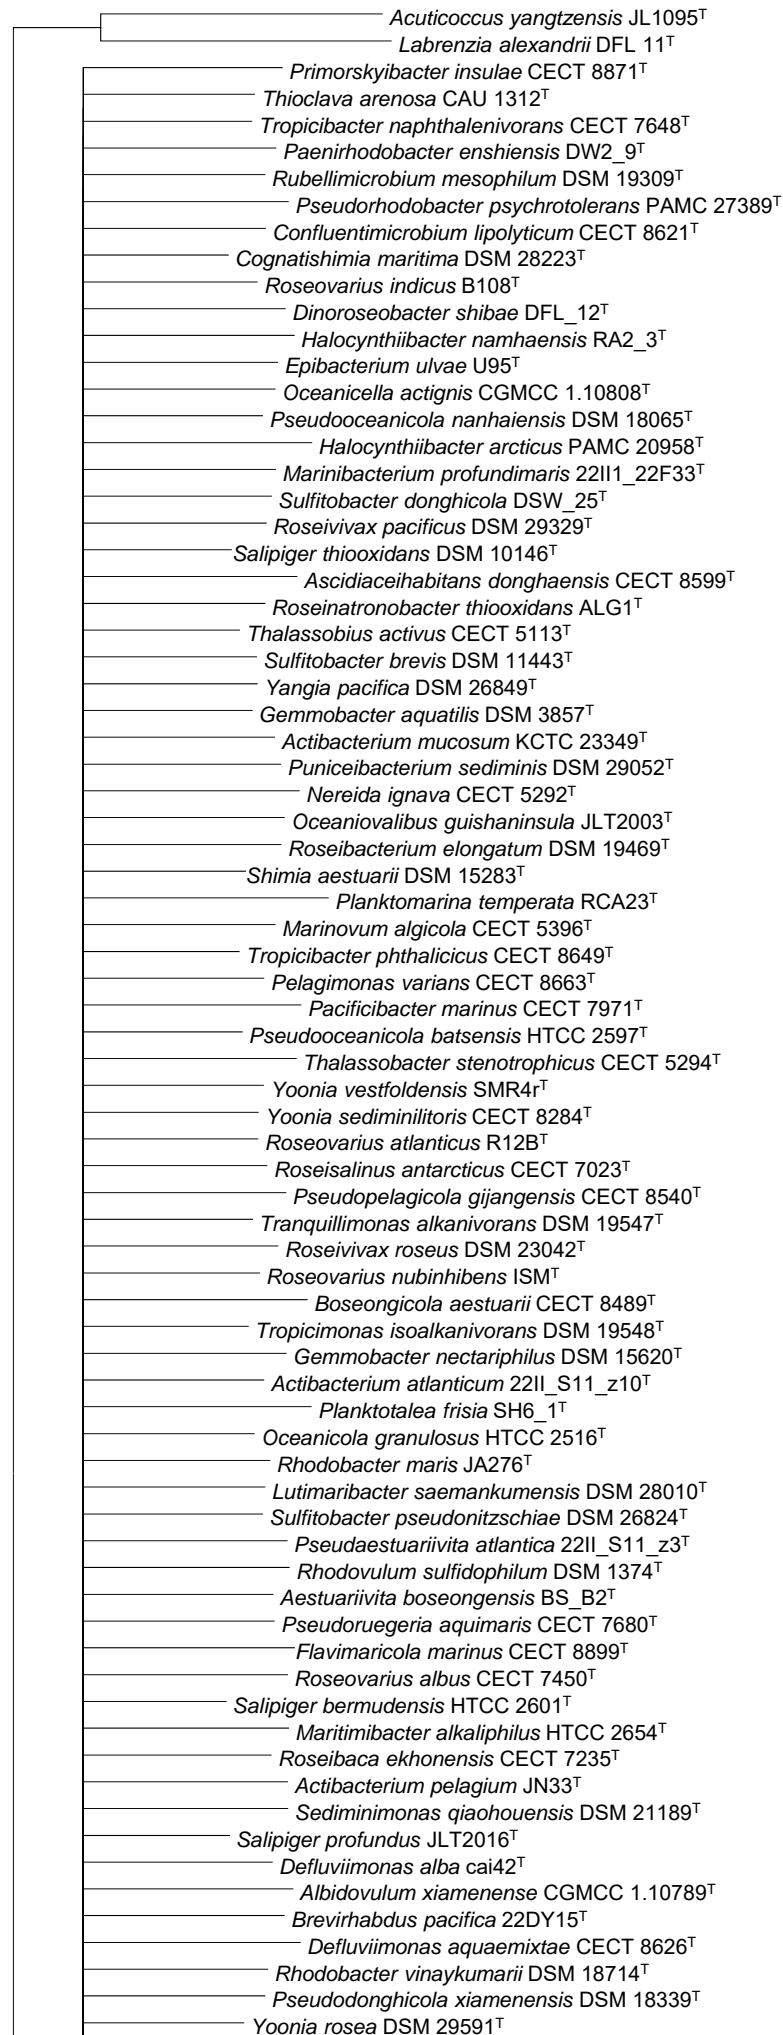 Acuticoccus yangtzensis JL1095ᵀ
Labrenzia alexandrii DFL 11ᵀ
Primorskyibacter insulae CECT 8871ᵀ
Thioclava arenosa CAU 1312ᵀ
Tropicibacter naphthalenivorans CECT 7648ᵀ
Paenirhodobacter enshiensis DW2_9ᵀ
Rubellimicrobium mesophilum DSM 19309ᵀ
Pseudorhodobacter psychrotolerans PAMC 27389ᵀ
Confluentimicrobium lipolyticum CECT 8621ᵀ
Cognatishimia maritima DSM 28223ᵀ
Roseovarius indicus B108ᵀ
Dinoroseobacter shibae DFL_12ᵀ
Halocynthiibacter namhaensis RA2_3ᵀ
Epibacterium ulvae U95ᵀ
Oceanicella actignis CGMCC 1.10808ᵀ
Pseudooceanicola nanhaiensis DSM 18065ᵀ
Halocynthiibacter arcticus PAMC 20958ᵀ
Marinibacterium profundimaris 22II1_22F33ᵀ
Sulfitobacter donghicola DSW_25ᵀ
Roseivivax pacificus DSM 29329ᵀ
Salipiger thiooxidans DSM 10146ᵀ
Ascidiaceihabitans donghaensis CECT 8599ᵀ
Roseinatronobacter thiooxidans ALG1ᵀ
Thalassobius activus CECT 5113ᵀ
Sulfitobacter brevis DSM 11443ᵀ
Yangia pacifica DSM 26849ᵀ
Gemmobacter aquatilis DSM 3857ᵀ
Actibacterium mucosum KCTC 23349ᵀ
Puniceibacterium sediminis DSM 29052ᵀ
Nereida ignava CECT 5292ᵀ
Oceaniovalibus guishaninsula JLT2003ᵀ
Roseibacterium elongatum DSM 19469ᵀ
Shimia aestuarii DSM 15283ᵀ
Planktomarina temperata RCA23ᵀ
Marinovum algicola CECT 5396ᵀ
Tropicibacter phthalicicus CECT 8649ᵀ
Pelagimonas varians CECT 8663ᵀ
Pacificibacter marinus CECT 7971ᵀ
Pseudooceanicola batsensis HTCC 2597ᵀ
Thalassobacter stenotrophicus CECT 5294ᵀ
Yoonia vestfoldensis SMR4rᵀ
Yoonia sediminilitoris CECT 8284ᵀ
Roseovarius atlanticus R12Bᵀ
Roseisalinus antarcticus CECT 7023ᵀ
Pseudopelagicola gijangensis CECT 8540ᵀ
Tranquillimonas alkanivorans DSM 19547ᵀ
Roseivivax roseus DSM 23042ᵀ
Roseovarius nubinhibens ISMᵀ
Boseongicola aestuarii CECT 8489ᵀ
Tropicimonas isoalkanivorans DSM 19548ᵀ
Gemmobacter nectariphilus DSM 15620ᵀ
Actibacterium atlanticum 22II_S11_z10ᵀ
Planktotalea frisia SH6_1ᵀ
Oceanicola granulosus HTCC 2516ᵀ
Rhodobacter maris JA276ᵀ
Lutimaribacter saemankumensis DSM 28010ᵀ
Sulfitobacter pseudonitzschiae DSM 26824ᵀ
Pseudaestuariivita atlantica 22II_S11_z3ᵀ
Rhodovulum sulfidophilum DSM 1374ᵀ
Aestuariivita boseongensis BS_B2ᵀ
Pseudoruegeria aquimaris CECT 7680ᵀ
Flavimaricola marinus CECT 8899ᵀ
Roseovarius albus CECT 7450ᵀ
Salipiger bermudensis HTCC 2601ᵀ
Maritimibacter alkaliphilus HTCC 2654ᵀ
Roseibaca ekhonensis CECT 7235ᵀ
Actibacterium pelagium JN33ᵀ
Sediminimonas qiaohouensis DSM 21189ᵀ
Salipiger profundus JLT2016ᵀ
Defluviimonas alba cai42ᵀ
Albidovulum xiamenense CGMCC 1.10789ᵀ
Brevirhabdus pacifica 22DY15ᵀ
Defluviimonas aquaemixtae CECT 8626ᵀ
Rhodobacter vinaykumarii DSM 18714ᵀ
Pseudodonghicola xiamenensis DSM 18339ᵀ
Yoonia rosea DSM 29591ᵀ